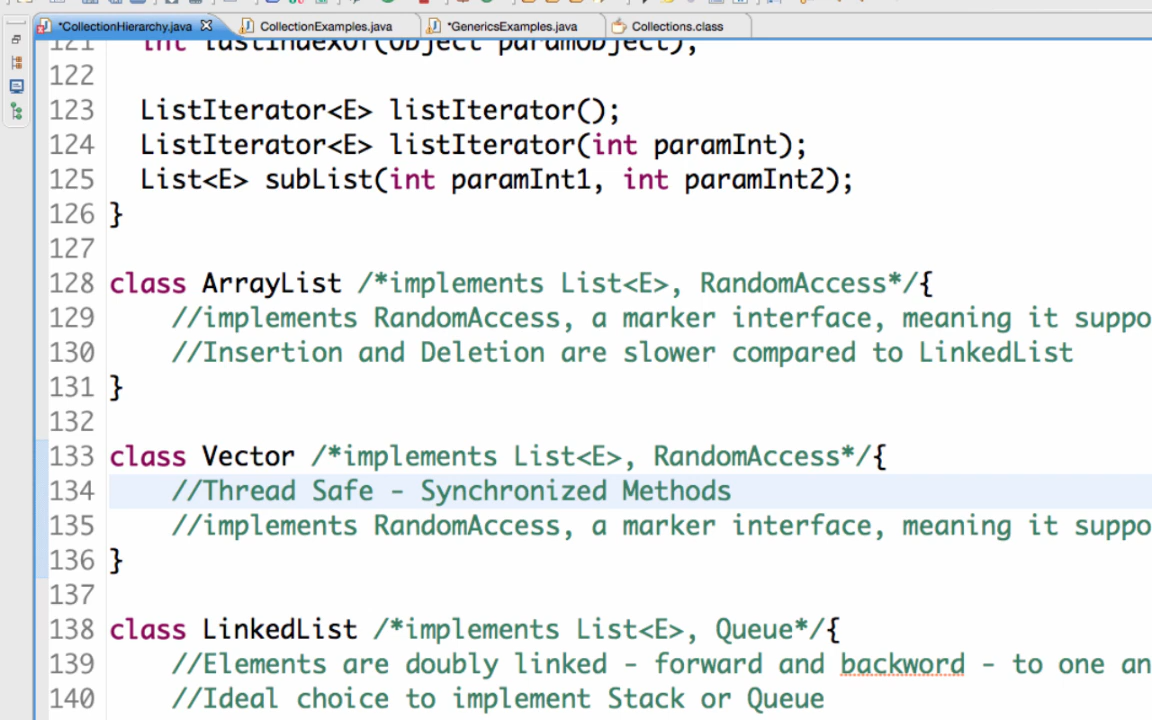 *CollectionHierarchy.java CollectionExamples.java *GenericsExamples.java Collections.class
121 int lastIndexOf(Object paramObject);
122
123 ListIterator<E> listIterator();
124 ListIterator<E> listIterator(int paramInt);
125 List<E> subList(int paramInt1, int paramInt2);
126 }
127
128 class ArrayList /*implements List<E>, RandomAccess*/{
129 //implements RandomAccess, a marker interface, meaning it suppo
130 //Insertion and Deletion are slower compared to LinkedList
131 }
132
133 class Vector /*implements List<E>, RandomAccess*/{
134 //Thread Safe - Synchronized Methods
135 //implements RandomAccess, a marker interface, meaning it suppo
136 }
137
138 class LinkedList /*implements List<E>, Queue*/{
139 //Elements are doubly linked - forward and backword - to one an
140 //Ideal choice to implement Stack or Queue